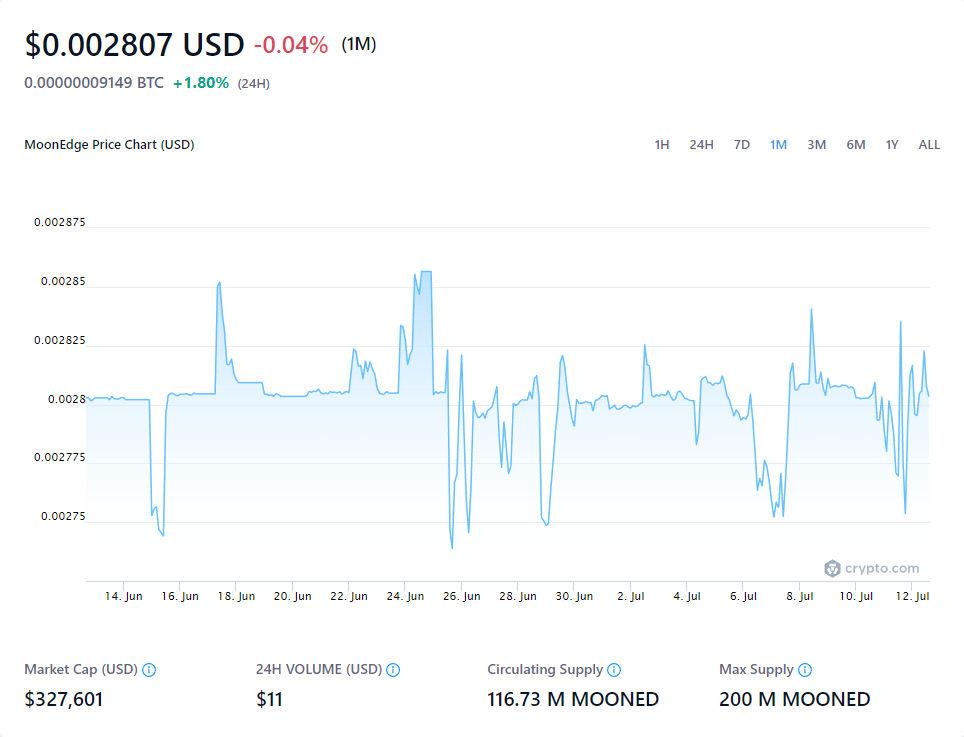 $0.002807 USD -0.04% (1M)
0.00000009149 BTC +1.80% (24H)
MoonEdge Price Chart (USD) 1H 24H 7D 1M 3M 6M 1Y ALL
0.002875
0.00285
0.002825
0.0028
0.002775
0.00275
crypto.com
14. Jun 16. Jun 18. Jun 20. Jun 22. Jun 24. Jun 26. Jun 28. Jun 30. Jun 2. Jul 4. Jul 6. Jul 8. Jul 10. Jul 12. Jul
Market Cap (USD) 24H VOLUME (USD) Circulating Supply Max Supply
$327,601 $11 116.73 M MOONED 200 M MOONED